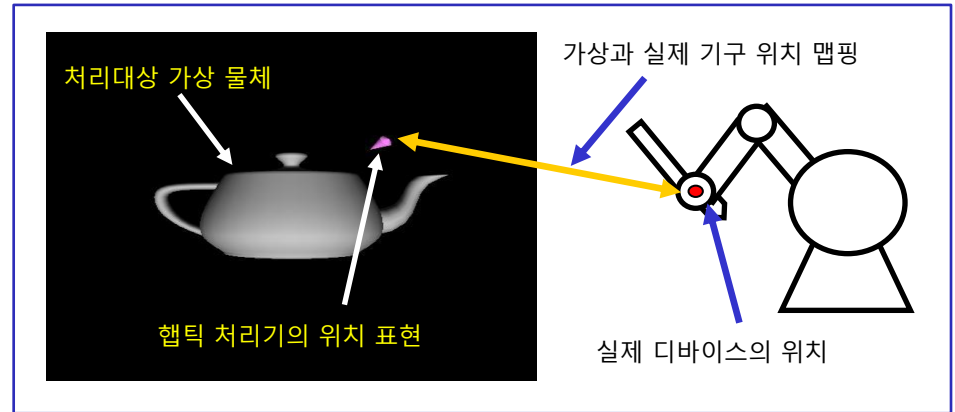 가상과 실제 기구 위치 맵핑
처리대상 가상 물체
햅틱 처리기의 위치 표현
실제 디바이스의 위치